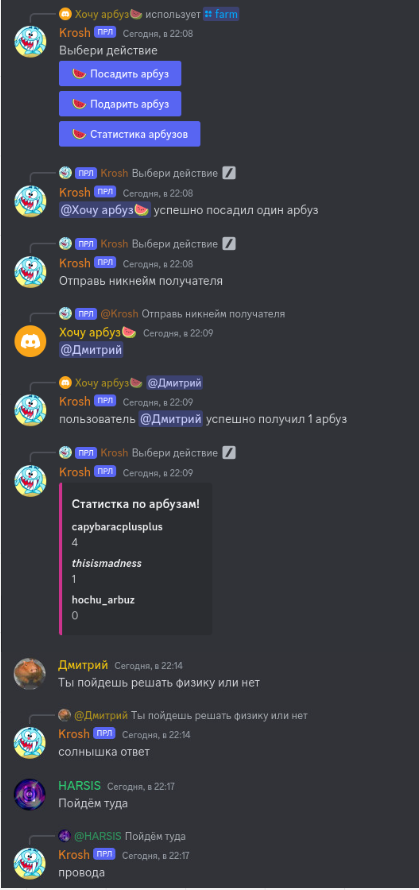 Хочу арбуз🍉 использует farm
Krosh ПРЛ Сегодня, в 22:08
Выбери действие
🍉 Посадить арбуз
🍉 Подарить арбуз
🍉 Статистика арбузов
ПРЛ Krosh Выбери действие
Krosh ПРЛ Сегодня, в 22:08
@Хочу арбуз🍉 успешно посадил один арбуз
ПРЛ Krosh Выбери действие
Krosh ПРЛ Сегодня, в 22:08
Отправь никнейм получателя
ПРЛ @Krosh Отправь никнейм получателя
Хочу арбуз🍉 Сегодня, в 22:09
@Дмитрий
Хочу арбуз🍉 @Дмитрий
Krosh ПРЛ Сегодня, в 22:09
пользователь @Дмитрий успешно получил 1 арбуз
ПРЛ Krosh Выбери действие
Krosh ПРЛ Сегодня, в 22:09
Статистка по арбузам!
capybaracplusplus
4
thisismadness
1
hochu_arbuz
0
Дмитрий Сегодня, в 22:14
Ты пойдешь решать физику или нет
@Дмитрий Ты пойдешь решать физику или нет
Krosh ПРЛ Сегодня, в 22:14
солнышка ответ
HARSIS Сегодня, в 22:17
Пойдём туда
@HARSIS Пойдём туда
Krosh ПРЛ Сегодня, в 22:17
провода